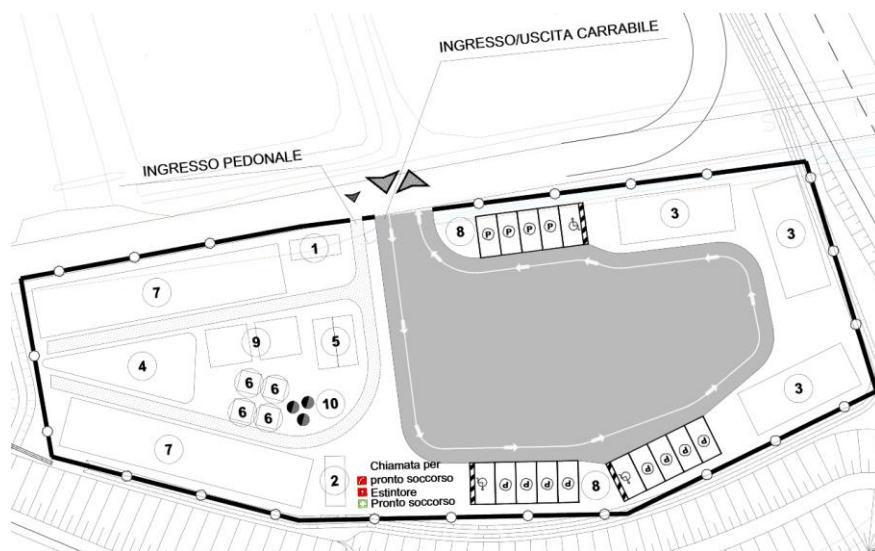 INGRESSO/USCITA CARRABILE
INGRESSO PEDONALE
1
8
P P P P
3
3
7
9
5
4
6 6
6 6
10
3
7
2
Chiamata per
pronto soccorso
Estintore
Pronto soccorso
P P P P
8
P P P P